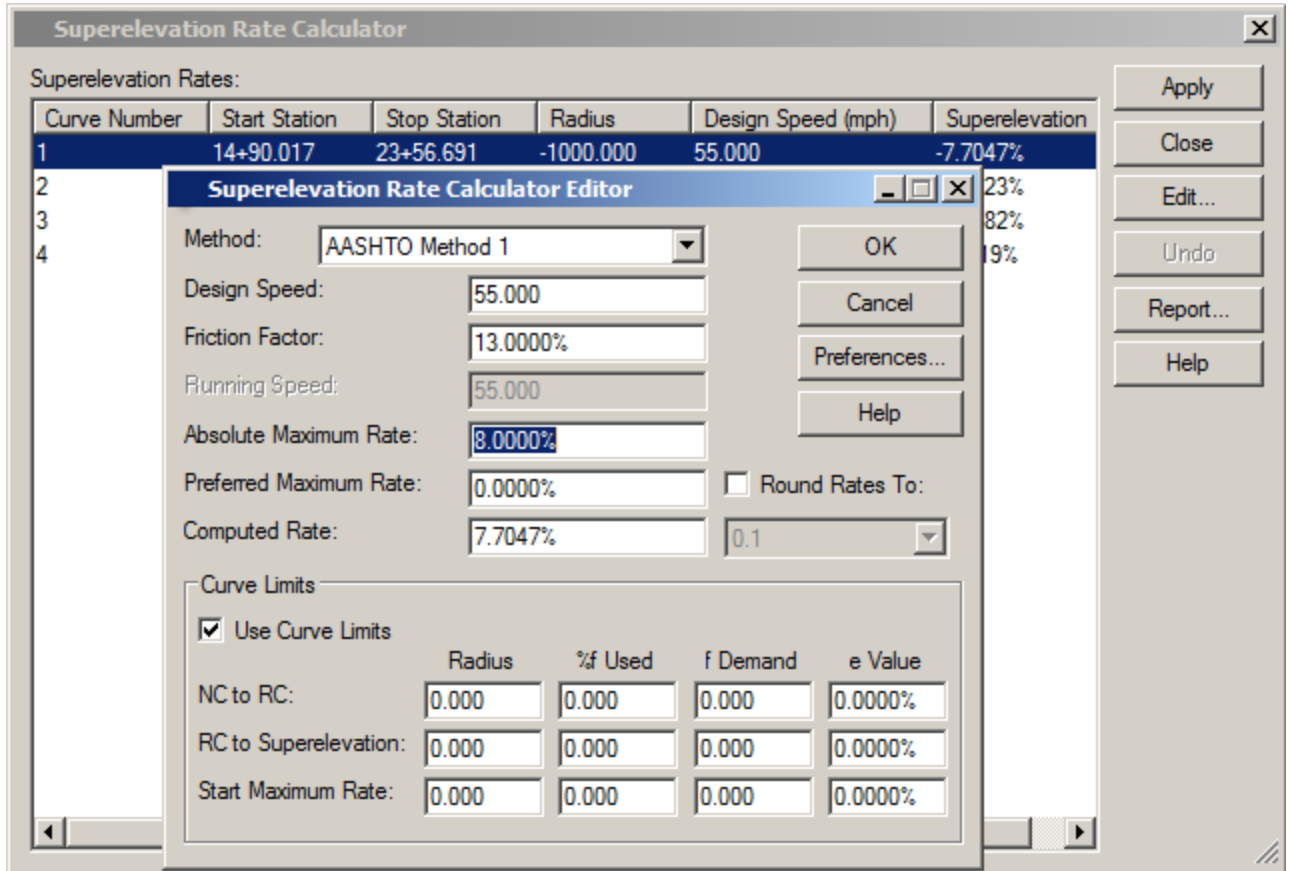 Superelevation Rate Calculator
Superelevation Rates:
Curve Number Start Station Stop Station Radius Design Speed (mph) Superelevation
1 14+90.017 23+56.691 -1000.000 55.000 -7.7047%
2 23%
3 82%
4 19%
Apply
Close
Edit...
Undo
Report...
Help
Superelevation Rate Calculator Editor
Method: AASHTO Method 1
Design Speed: 55.000
Friction Factor: 13.0000%
Running Speed: 55.000
Absolute Maximum Rate: 8.0000%
Preferred Maximum Rate: 0.0000%
Computed Rate: 7.7047%
OK
Cancel
Preferences...
Help
Round Rates To:
0.1
Curve Limits
Use Curve Limits
Radius %f Used f Demand e Value
NC to RC: 0.000 0.000 0.000 0.0000%
RC to Superelevation: 0.000 0.000 0.000 0.0000%
Start Maximum Rate: 0.000 0.000 0.000 0.0000%